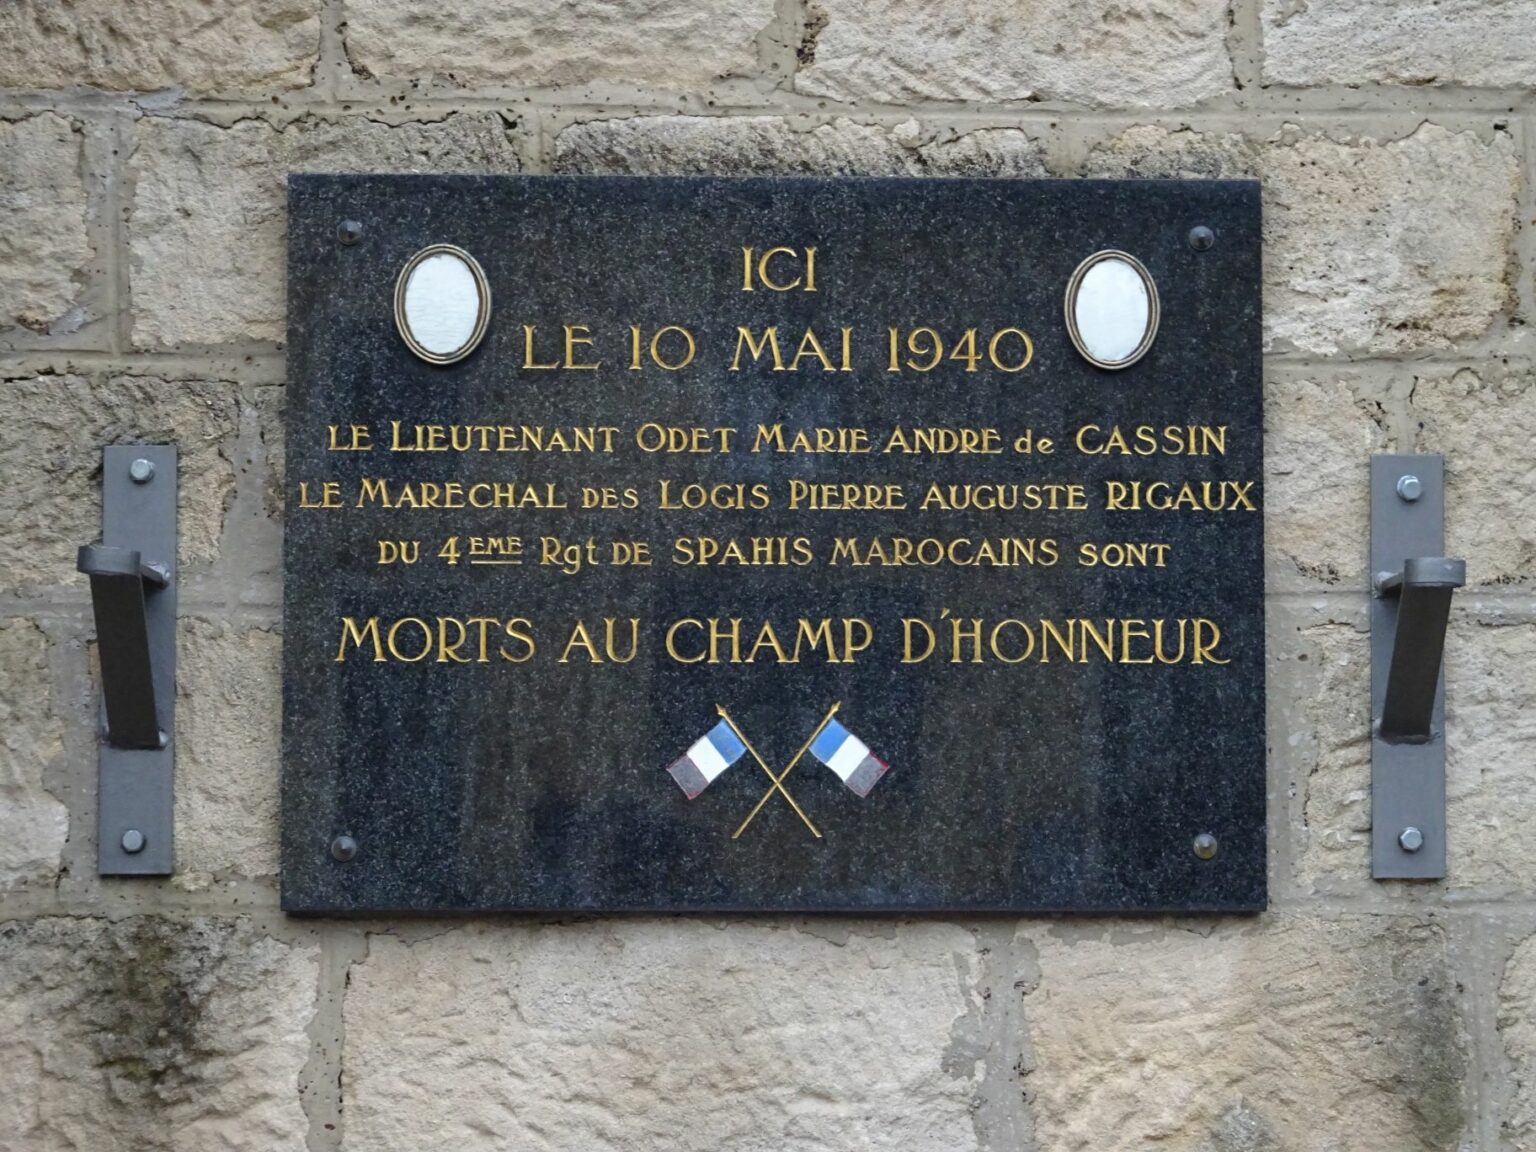 ICI
LE 10 MAI 1940
LE LIEUTENANT ODET MARIE ANDRE de CASSIN
LE MARECHAL DES LOGIS PIERRE AUGUSTE RIGAUX
DU 4EME Rgt DE SPAHIS MAROCAINS SONT
MORTS AU CHAMP D'HONNEUR